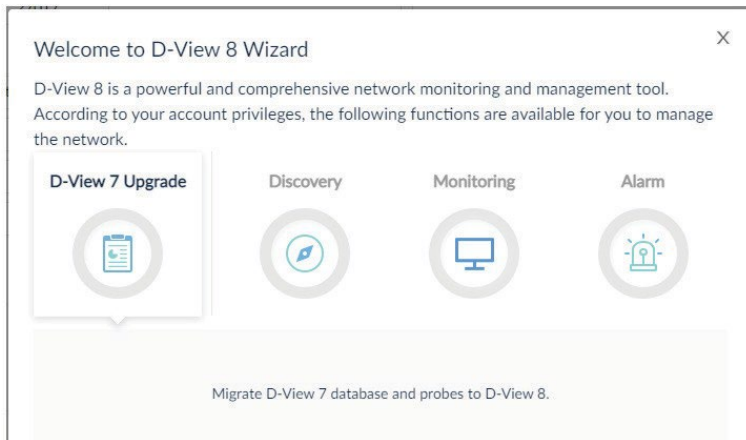 Welcome to D-View 8 Wizard
X
D-View 8 is a powerful and comprehensive network monitoring and management tool.
According to your account privileges, the following functions are available for you to manage
the network.
D-View 7 Upgrade
Discovery
Monitoring
Alarm
Migrate D-View 7 database and probes to D-View 8.